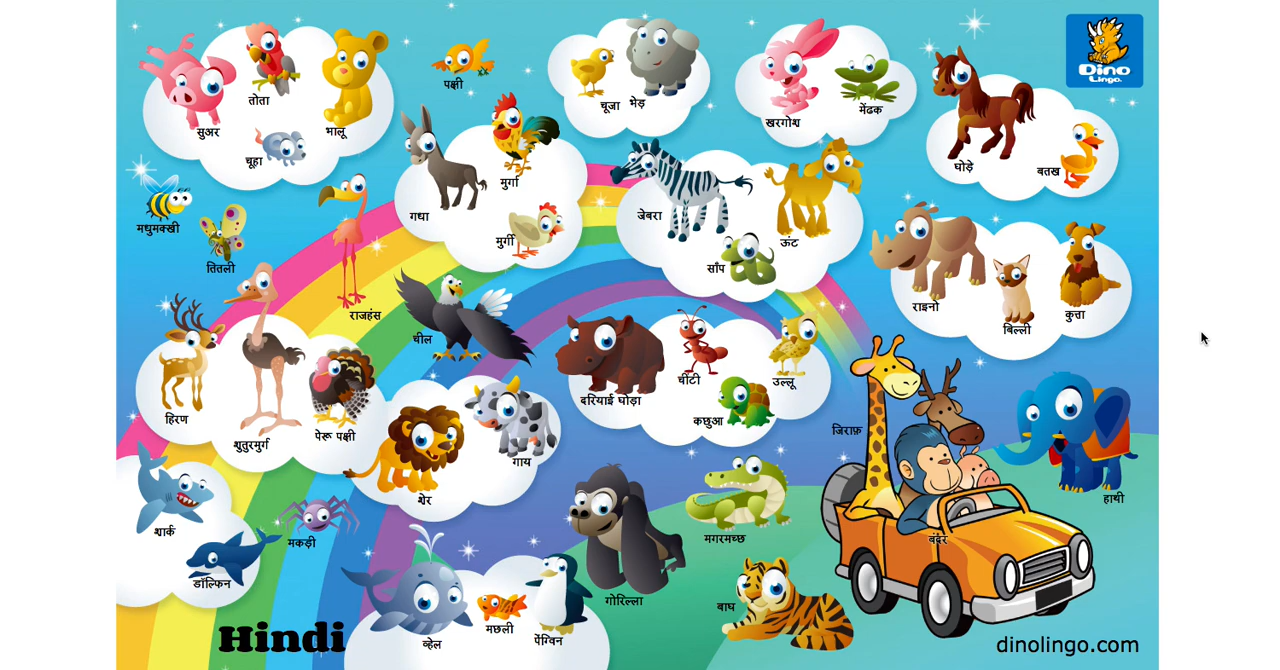 Dino
Lingo.
पक्षी
तोता
चूजा
भेड़
खरगोश
मेंढक
सुअर
भालू
चूहा
घोड़े
बतख
मुर्गा
गधा
जेबरा
मधुमक्खी
मुर्गी
ऊंट
तितली
सांप
राजहंस
राइनो
बिल्ली
कुत्ता
चील
चींटी
उल्लू
दरियाई घोड़ा
कछुआ
हिरण
शुतुरमुर्ग
पेरू पक्षी
जिराफ़
गाय
शेर
हाथी
शार्क
मकड़ी
मगरमच्छ
बंदर
डॉल्फिन
गोरिल्ला
बाघ
मछली
पेंग्विन
व्हेल
Hindi
dinolingo.com